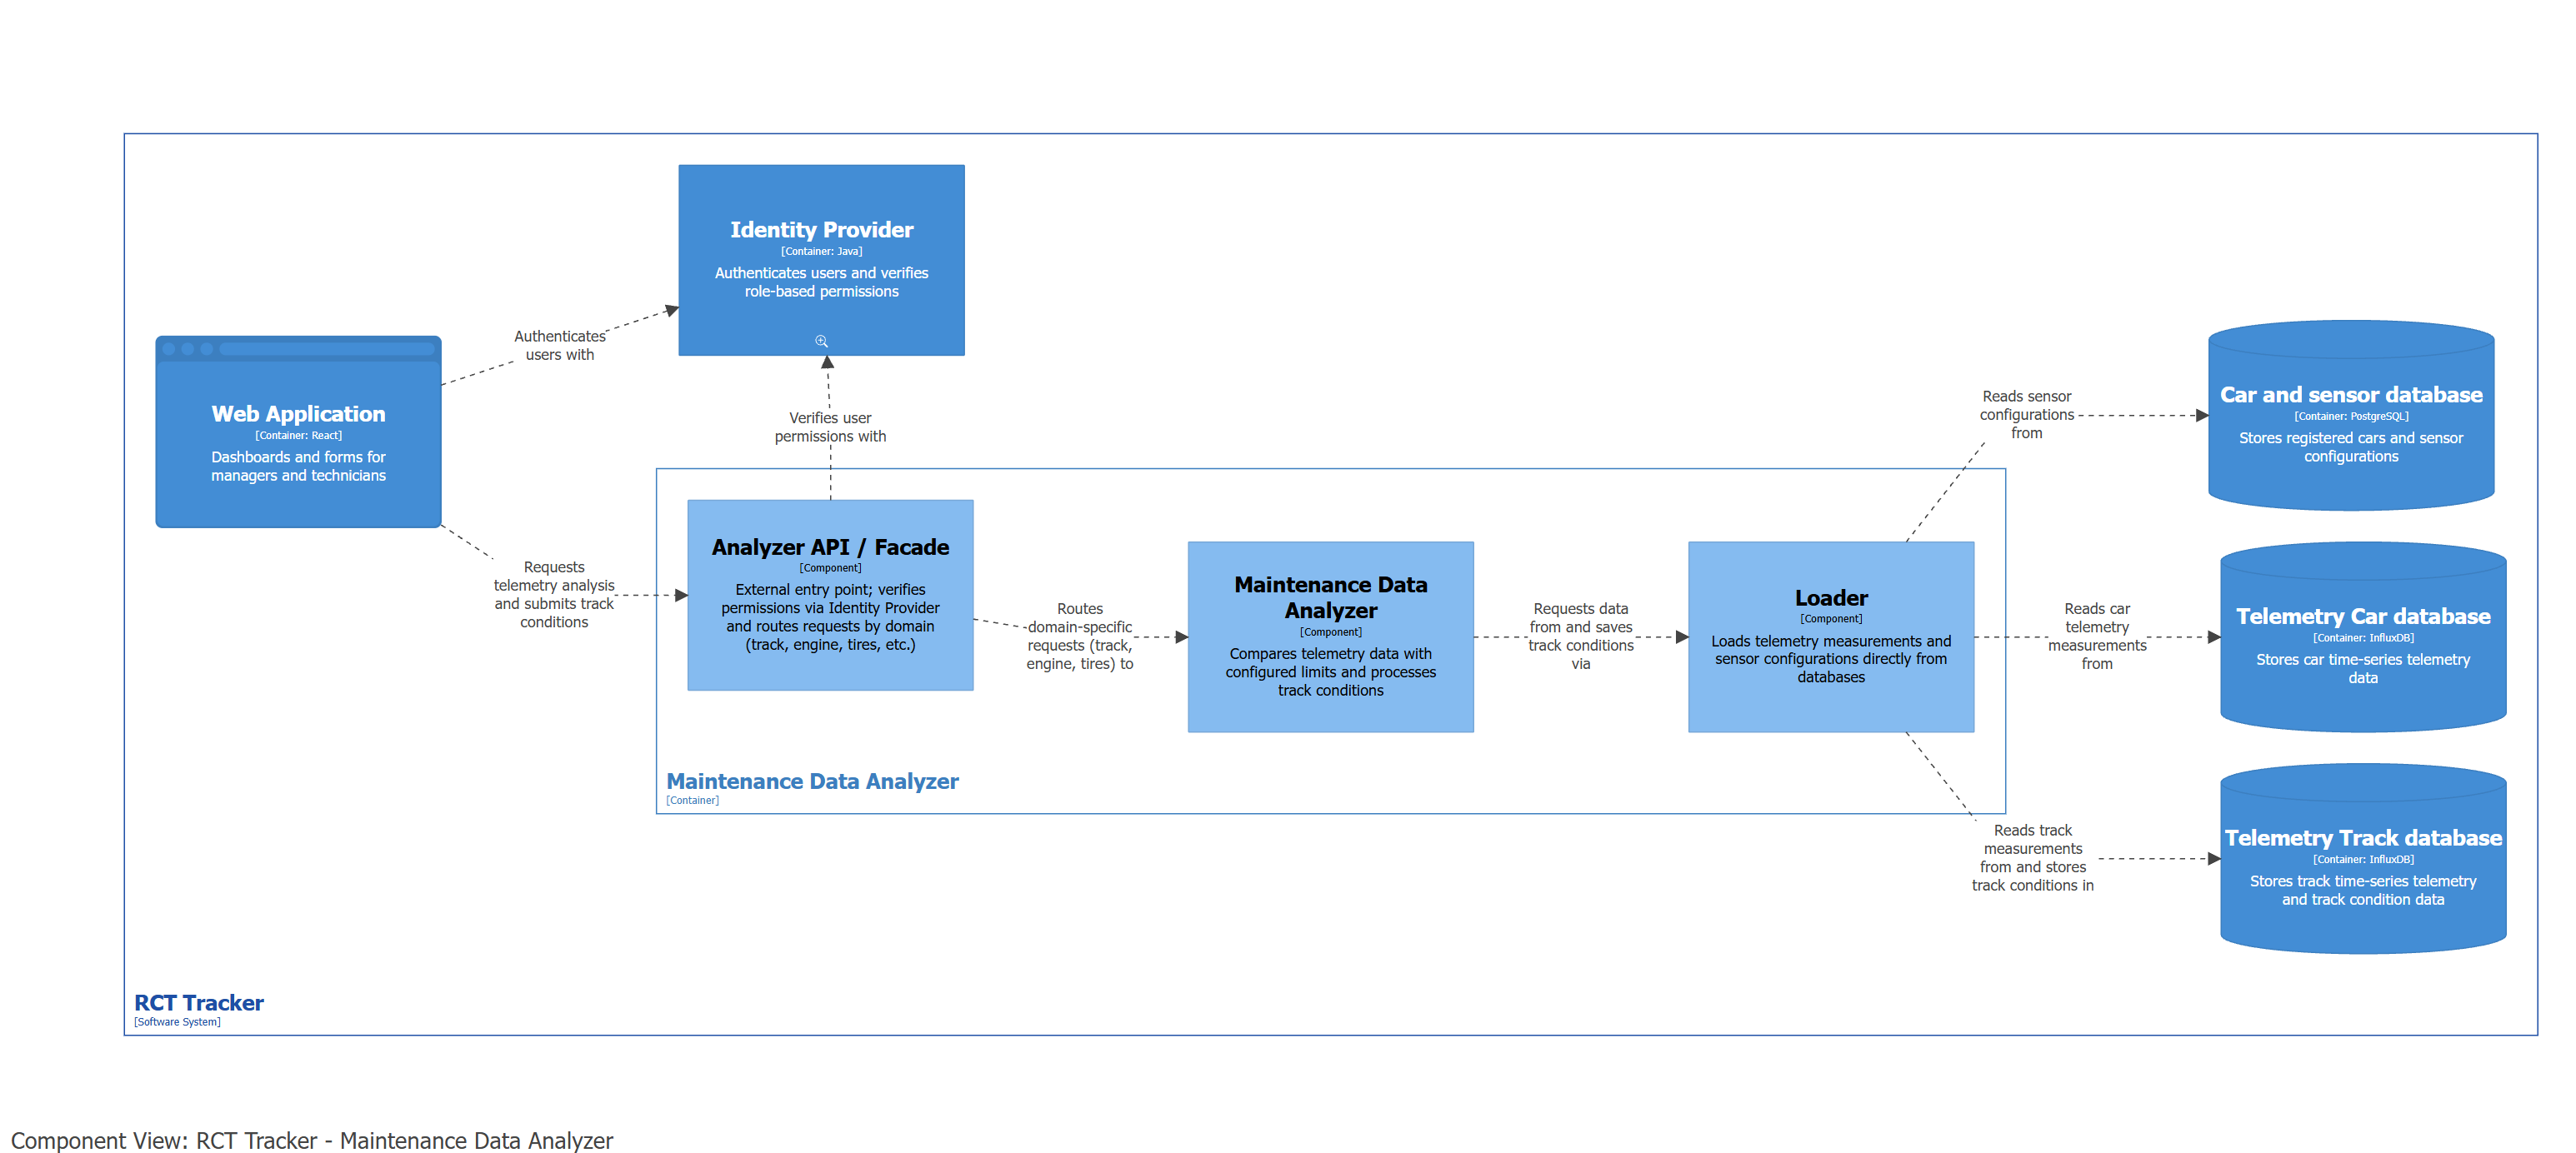 Identity Provider
[Container: Java]
Authenticates users and verifies
role-based permissions
Authenticates
users with
Web Application
[Container: React]
Dashboards and forms for
managers and technicians
Verifies user
permissions with
Requests
telemetry analysis
and submits track
conditions
Analyzer API / Facade
[Component]
External entry point; verifies
permissions via Identity Provider
and routes requests by domain
(track, engine, tires, etc.)
Routes
domain-specific
requests (track,
engine, tires) to
Maintenance Data
Analyzer
[Component]
Compares telemetry data with
configured limits and processes
track conditions
Requests data
from and saves
track conditions
via
Loader
[Component]
Loads telemetry measurements and
sensor configurations directly from
databases
Reads sensor
configurations
from
Car and sensor database
[Container: PostgreSQL]
Stores registered cars and sensor
configurations
Reads car
telemetry
measurements
from
Telemetry Car database
[Container: InfluxDB]
Stores car time-series telemetry
data
Reads track
measurements
from and stores
track conditions in
Telemetry Track database
[Container: InfluxDB]
Stores track time-series telemetry
and track condition data
Maintenance Data Analyzer
[Container]
RCT Tracker
[Software System]
Component View: RCT Tracker - Maintenance Data Analyzer